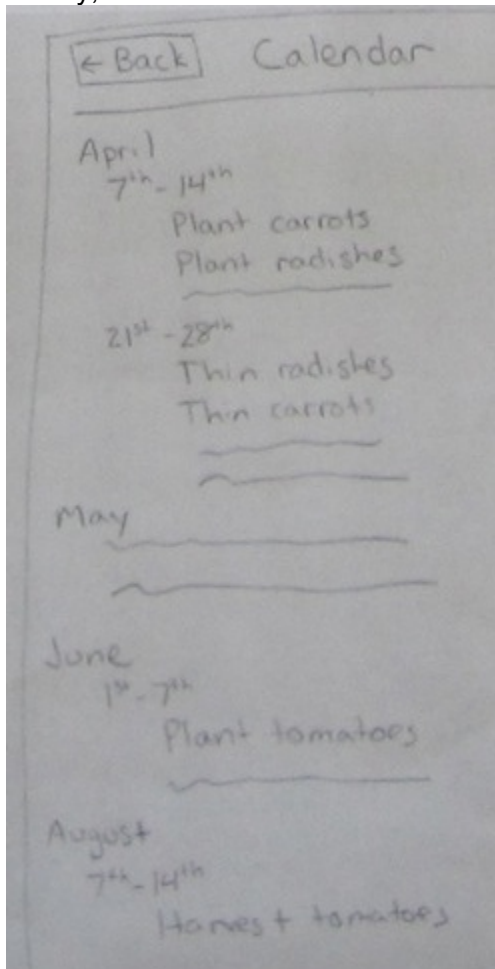 ← Back Calendar
April
7th - 14th
Plant carrots
Plant radishes
21st - 28th
Thin radishes
Thin carrots
May
June
1st - 7th
Plant tomatoes
August
7th - 14th
Harvest tomatoes